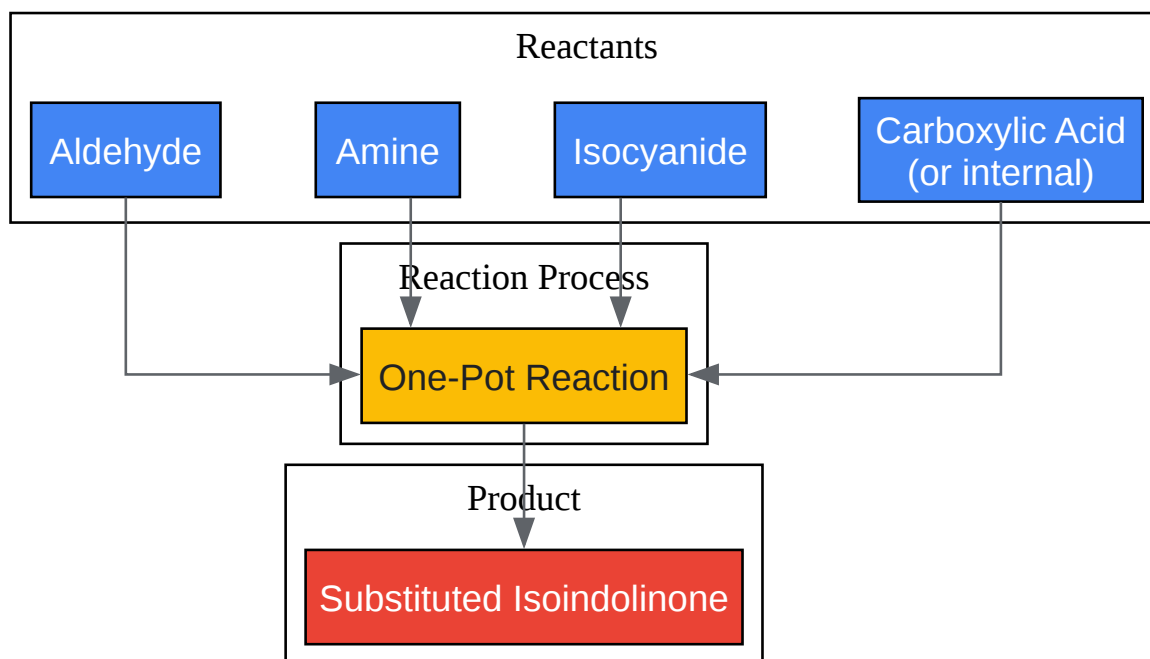 Reactants
Aldehyde
Amine
Isocyanide
Carboxylic Acid
(or internal)
Reaction Process
One-Pot Reaction
Product
Substituted Isoindolinone